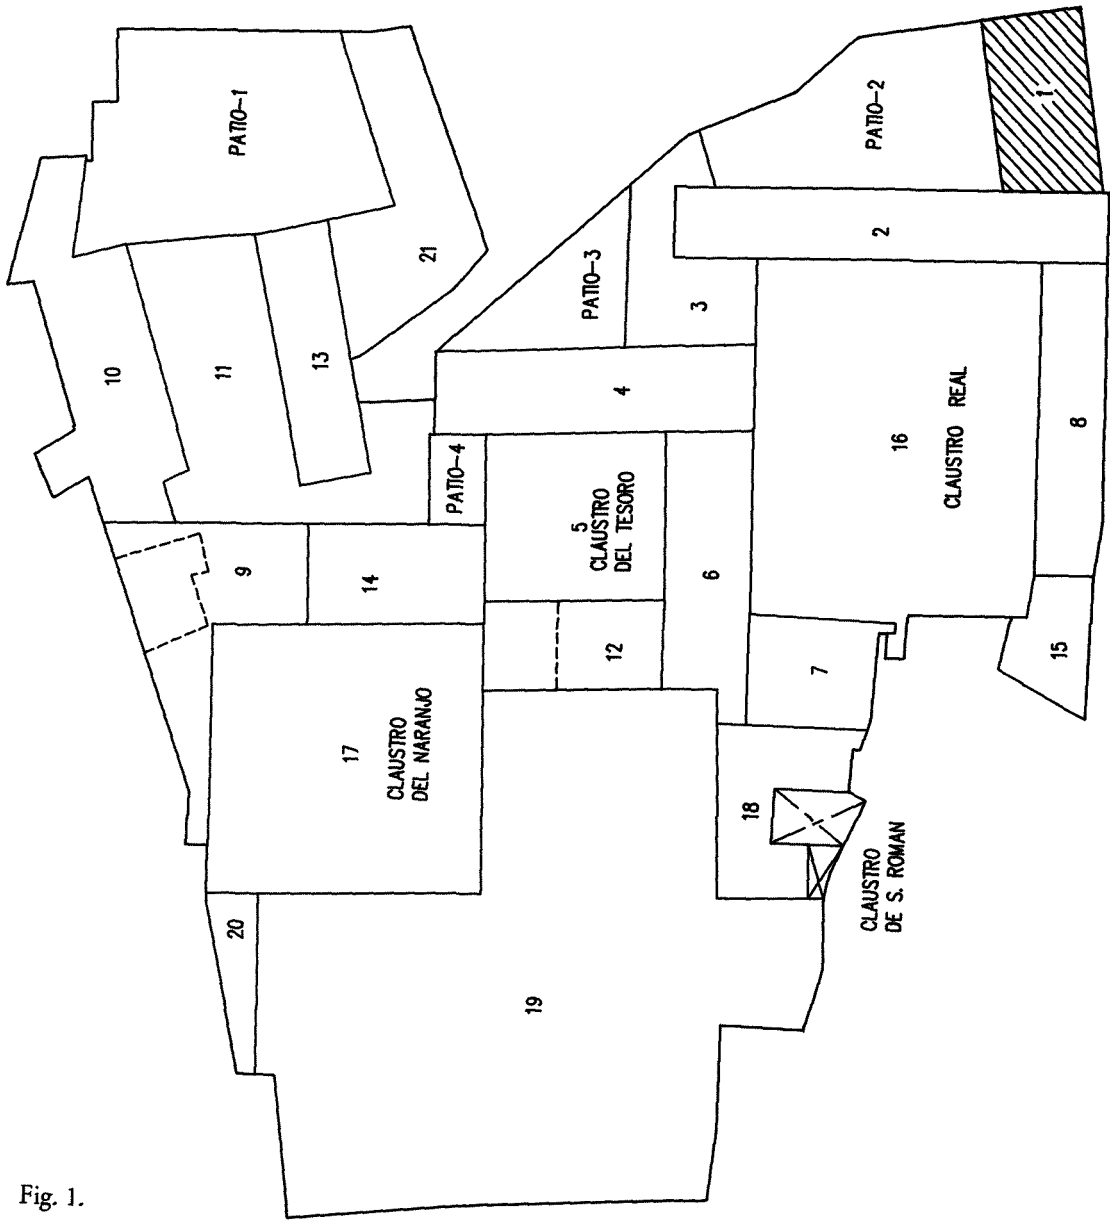 PATIO-1
PATIO-2
1
2
21
PATIO-3
3
10
11
13
4
8
16
CLAUSTRO REAL
PATIO-4
5
CLAUSTRO
DEL TESORO
9
14
6
12
7
15
17
CLAUSTRO
DEL NARANJO
18
CLAUSTRO
DE S. ROMAN
20
19
Fig. 1.